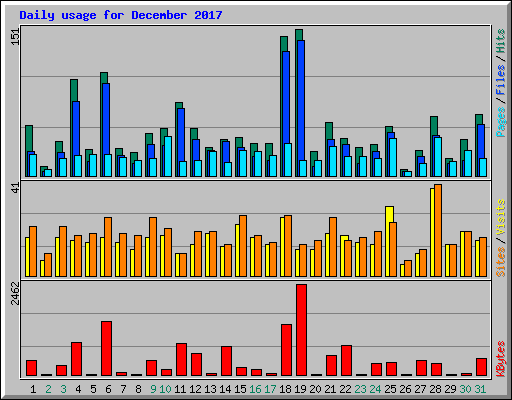 Daily usage for December 2017
151
Pages / Files / Hits
41
Sites / Visits
2462
KBytes
1 2 3 4 5 6 7 8 9 10 11 12 13 14 15 16 17 18 19 20 21 22 23 24 25 26 27 28 29 30 31